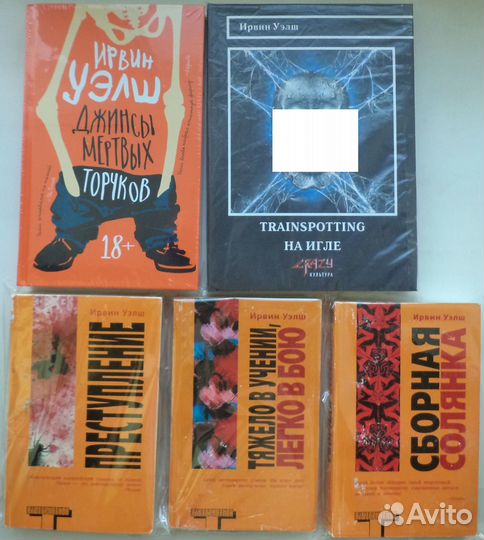 ИРВИН
УЭЛШ
ДЖИНСЫ
МЕРТВЫХ
ТОРЧКОВ
18+
Ирвин Уэлш
TRAINSPOTTING
НА ИГЛЕ
CRAZY
КУЛЬТУРА
Ирвин Уэлш
ПРЕСТУПЛЕНИЕ
Ирвин Уэлш
ТЯЖЕЛО В УЧЕНИИ,
ЛЕГКО В БОЮ
Ирвин Уэлш
СБОРНАЯ
СОЛЯНКА
Avito